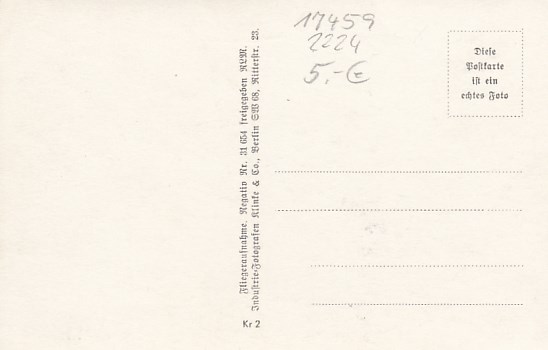 17459
2224
5,-€
Diese
Postkarte
ist ein
echtes Foto
Fliegeraufnahme. Negativ Nr. 31 654 freigegeben RLM.
Industrie-Fotografen Klinke & Co., Berlin SW 68, Ritterstr. 23.
Kr 2